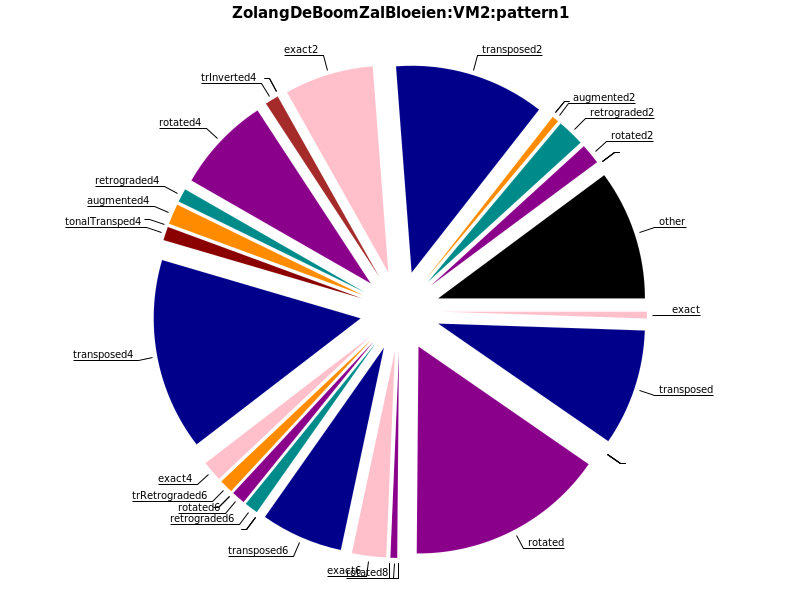 ZolangDeBoomZalBloeien:VM2:pattern1
exact2
transposed2
trInverted4
augmented2
retrograded2
rotated4
rotated2
retrograded4
augmented4
tonalTransped4
other
exact
transposed4
transposed
exact4
trRetrograded6
rotated6
retrograded6
transposed6
rotated
exact6
rotated8